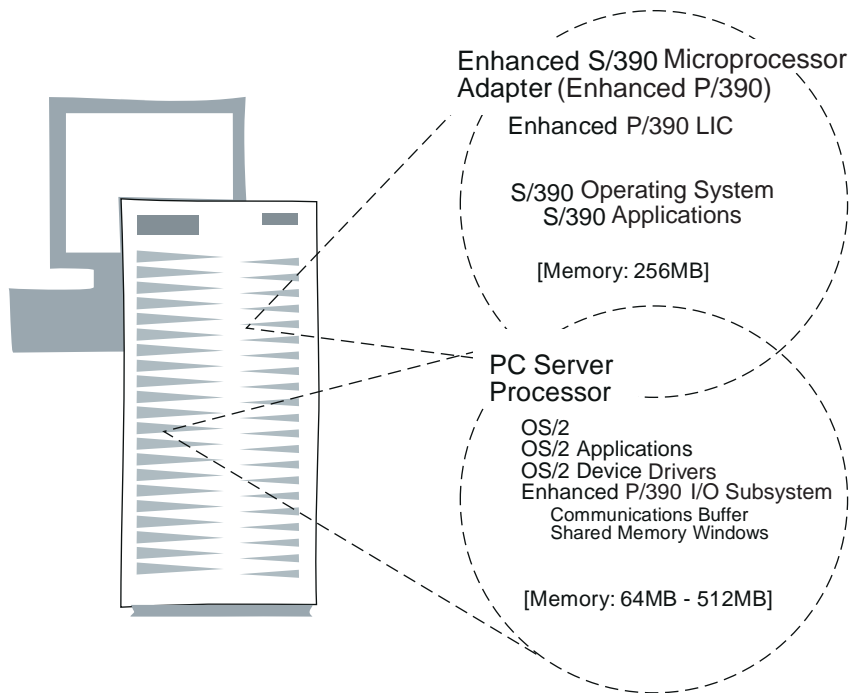 Enhanced S/390 Microprocessor
Adapter (Enhanced P/390)
Enhanced P/390 LIC
S/390 Operating System
S/390 Applications
[Memory: 256MB]
PC Server
Processor
OS/2
OS/2 Applications
OS/2 Device Drivers
Enhanced P/390 I/O Subsystem
Communications Buffer
Shared Memory Windows
[Memory: 64MB - 512MB]